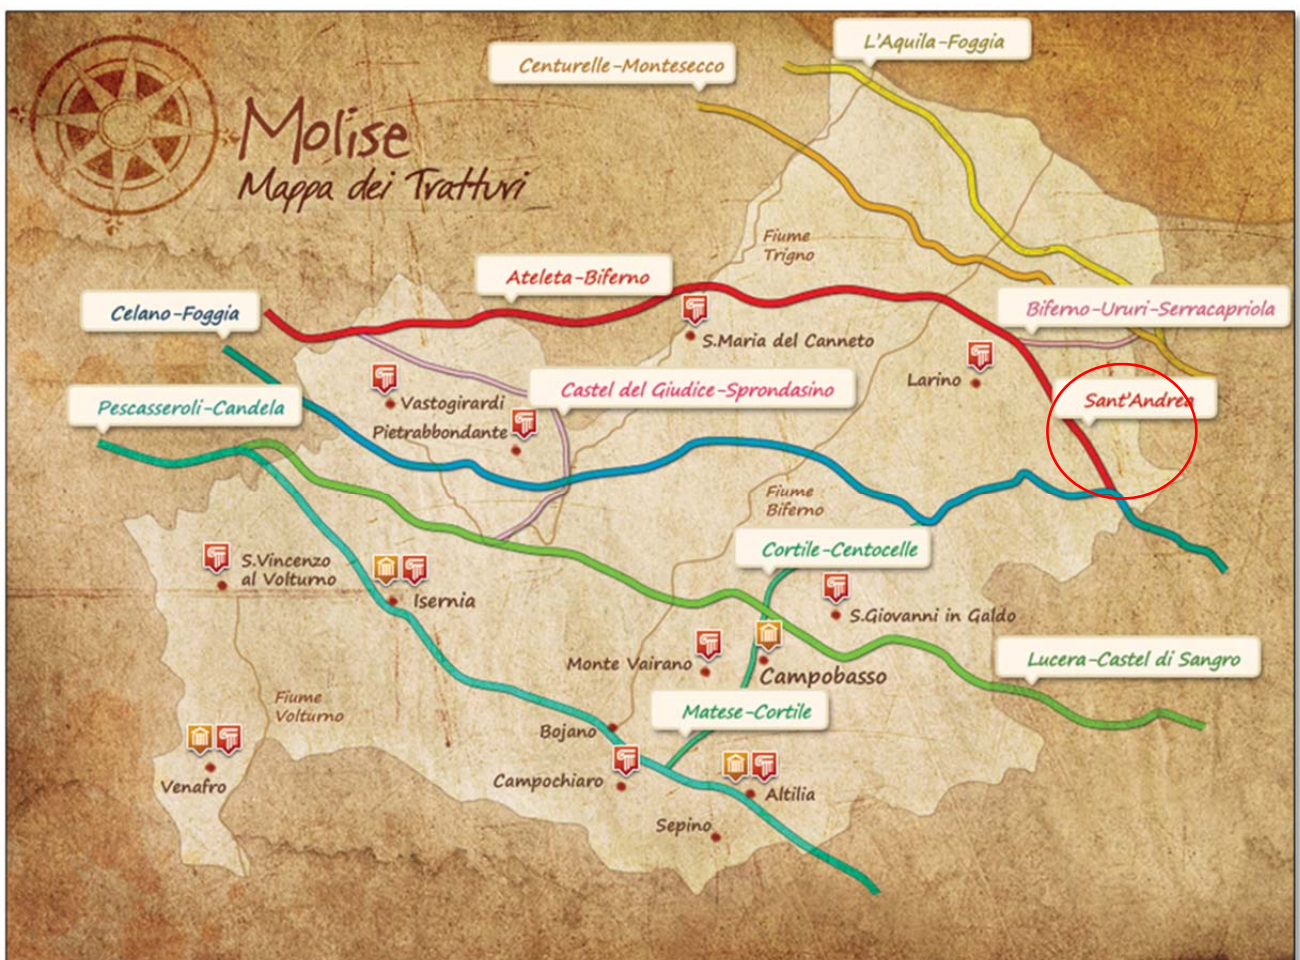 L'Aquila-Foggia
Centurelle-Montesecco
Molise
Mappa dei Tratturi
Fiume
Trigno
Ateleta-Biferno
Celano-Foggia
Biferno-Ururi-Serracapriola
S.Maria del Canneto
Larino
Vastogirardi
Castel del Giudice-Sprondasino
Sant'Andrea
Pescasseroli-Candela
Pietrabbondante
Fiume
Biferno
Cortile-Centocelle
S.Vincenzo
al Volturno
Isernia
S.Giovanni in Galdo
Monte Vairano
Campobasso
Lucera-Castel di Sangro
Fiume
Volturno
Matese-Cortile
Bojano
Venafro
Campochiaro
Altilia
Sepino